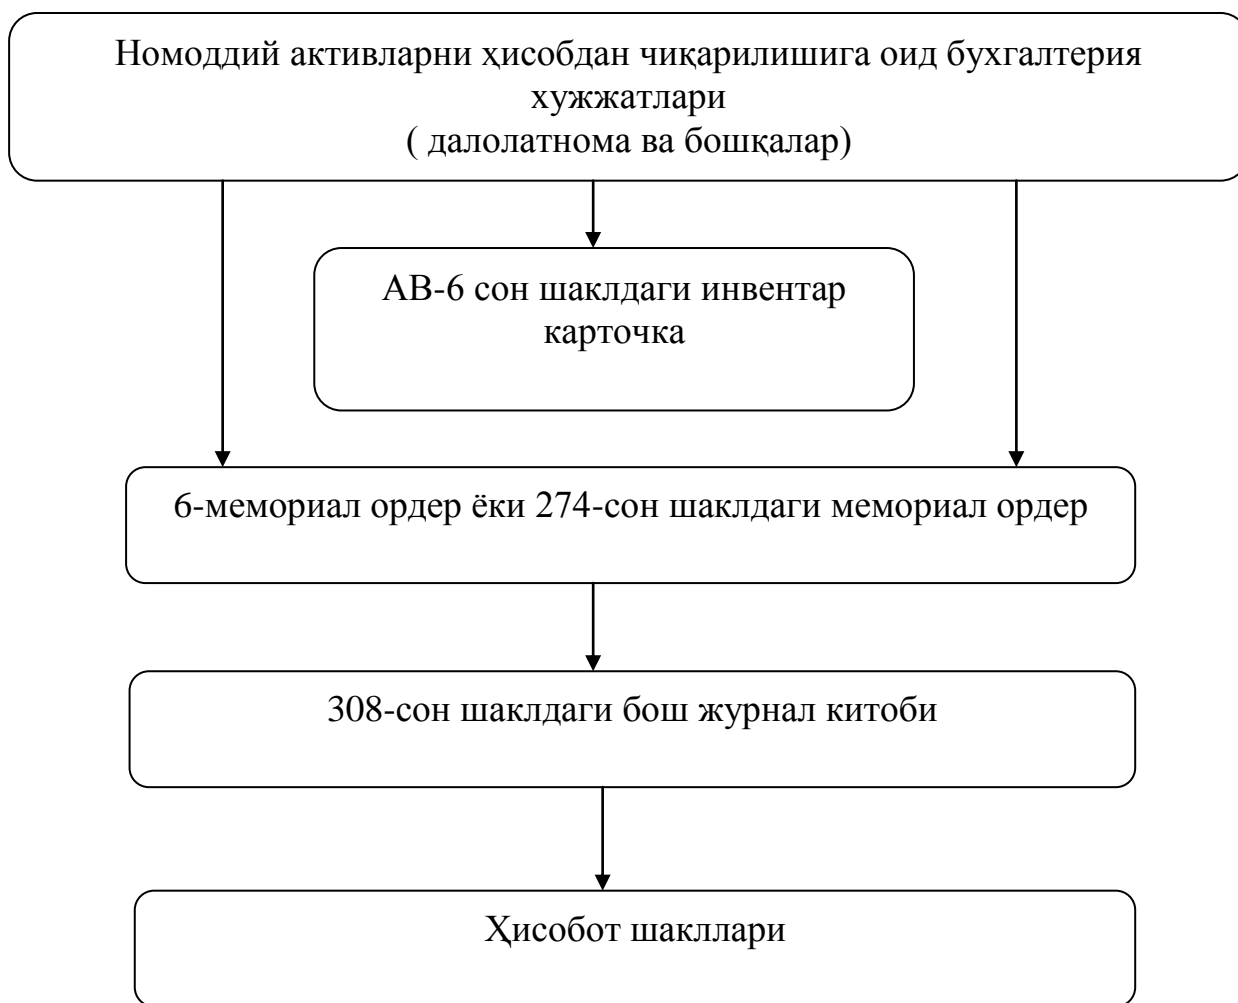 Номоддий активларни ҳисобдан чиқарилишига оид бухгалтерия
хужжатлари
( далолатнома ва бошқалар)
АВ-6 сон шаклдаги инвентар
карточка
6-мемориал ордер ёки 274-сон шаклдаги мемориал ордер
308-сон шаклдаги бош журнал китоби
Ҳисобот шакллари